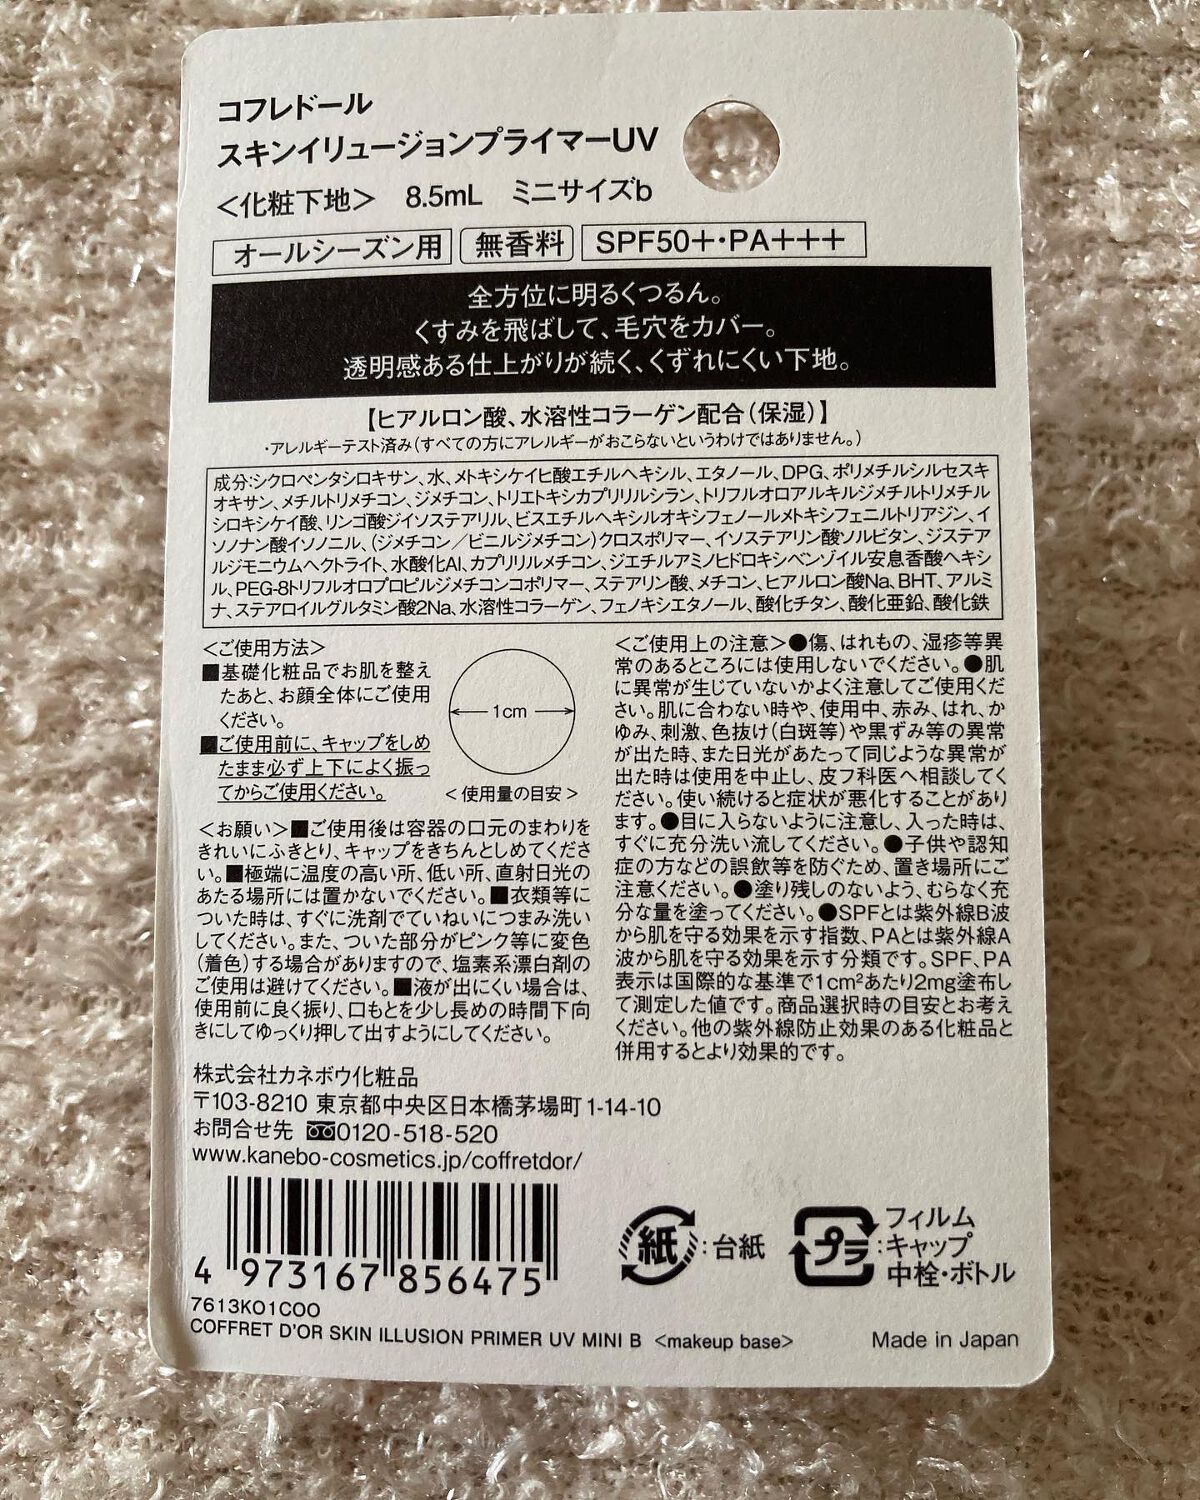 コフレドール
スキンイリュージョンプライマーUV
＜化粧下地＞ 8.5mL ミニサイズb
オールシーズン用 無香料 SPF50+・PA+++
全方位に明るくつるん。
くすみを飛ばして、毛穴をカバー。
透明感ある仕上がりが続く、くずれにくい下地。
【ヒアルロン酸、水溶性コラーゲン配合(保湿)】
・アレルギーテスト済み(すべての方にアレルギーがおこらないというわけではありません。)
成分:シクロペンタシロキサン、水、メトキシケイヒ酸エチルヘキシル、エタノール、DPG、ポリメチルシルセスキ
オキサン、メチルトリメチコン、ジメチコン、トリエトキシカプリリルシラン、トリフルオロアルキルジメチルトリメチル
シロキシケイ酸、リンゴ酸ジイソステアリル、ビスエチルヘキシルオキシフェノールメトキシフェニルトリアジン、イ
ソノナン酸イソノニル、(ジメチコン／ビニルジメチコン)クロスポリマー、イソステアリン酸ソルビタン、ジステア
ルジモニウムヘクトライト、水酸化Al、カプリリルメチコン、ジエチルアミノヒドロキシベンゾイル安息香酸ヘキシ
ル、PEG-8トリフルオロプロピルジメチコンコポリマー、ステアリン酸、メチコン、ヒアルロン酸Na、BHT、アルミ
ナ、ステアロイルグルタミン酸2Na、水溶性コラーゲン、フェノキシエタノール、酸化チタン、酸化亜鉛、酸化鉄
＜ご使用方法＞
■基礎化粧品でお肌を整え
たあと、お顔全体にご使用
ください。
■ご使用前に、キャップをしめ
たまま必ず上下によく振っ
てからご使用ください。
1cm
＜使用量の目安＞
＜お願い＞■ご使用後は容器の口元のまわりを
きれいにふきとり、キャップをきちんとしめてくださ
い。■極端に温度の高い所、低い所、直射日光の
あたる場所には置かないでください。■衣類等に
ついた時は、すぐに洗剤でていねいにつまみ洗い
してください。また、ついた部分がピンク等に変色
(着色)する場合がありますので、塩素系漂白剤の
ご使用は避けてください。■液が出にくい場合は、
使用前に良く振り、口もとを少し長めの時間下向
きにしてゆっくり押して出すようにしてください。
＜ご使用上の注意＞●傷、はれもの、湿疹等異
常のあるところには使用しないでください。●肌
に異常が生じていないかよく注意してご使用くだ
さい。肌に合わない時や、使用中、赤み、はれ、か
ゆみ、刺激、色抜け(白斑等)や黒ずみ等の異常
が出た時、また日光があたって同じような異常が
出た時は使用を中止し、皮フ科医へ相談してく
ださい。使い続けると症状が悪化することがあり
ます。●目に入らないように注意し、入った時は、
すぐに充分洗い流してください。●子供や認知
症の方などの誤飲等を防ぐため、置き場所にご
注意ください。●塗り残しのないよう、むらなく充
分な量を塗ってください。●SPFとは紫外線B波
から肌を守る効果を示す指数、PAとは紫外線A
波から肌を守る効果を示す分類です。SPF、PA
表示は国際的な基準で1cm²あたり2mg塗布し
て測定した値です。商品選択時の目安とお考え
ください。他の紫外線防止効果のある化粧品と
併用するとより効果的です。
株式会社カネボウ化粧品
〒103-8210 東京都中央区日本橋茅場町1-14-10
お問合せ先 0120-518-520
www.kanebo-cosmetics.jp/coffretdor/
4 973167 856475
紙:台紙
プラ:フィルム
キャップ
中栓・ボトル
7613KO1COO
COFFRET D'OR SKIN ILLUSION PRIMER UV MINI B <makeup base>
Made in Japan